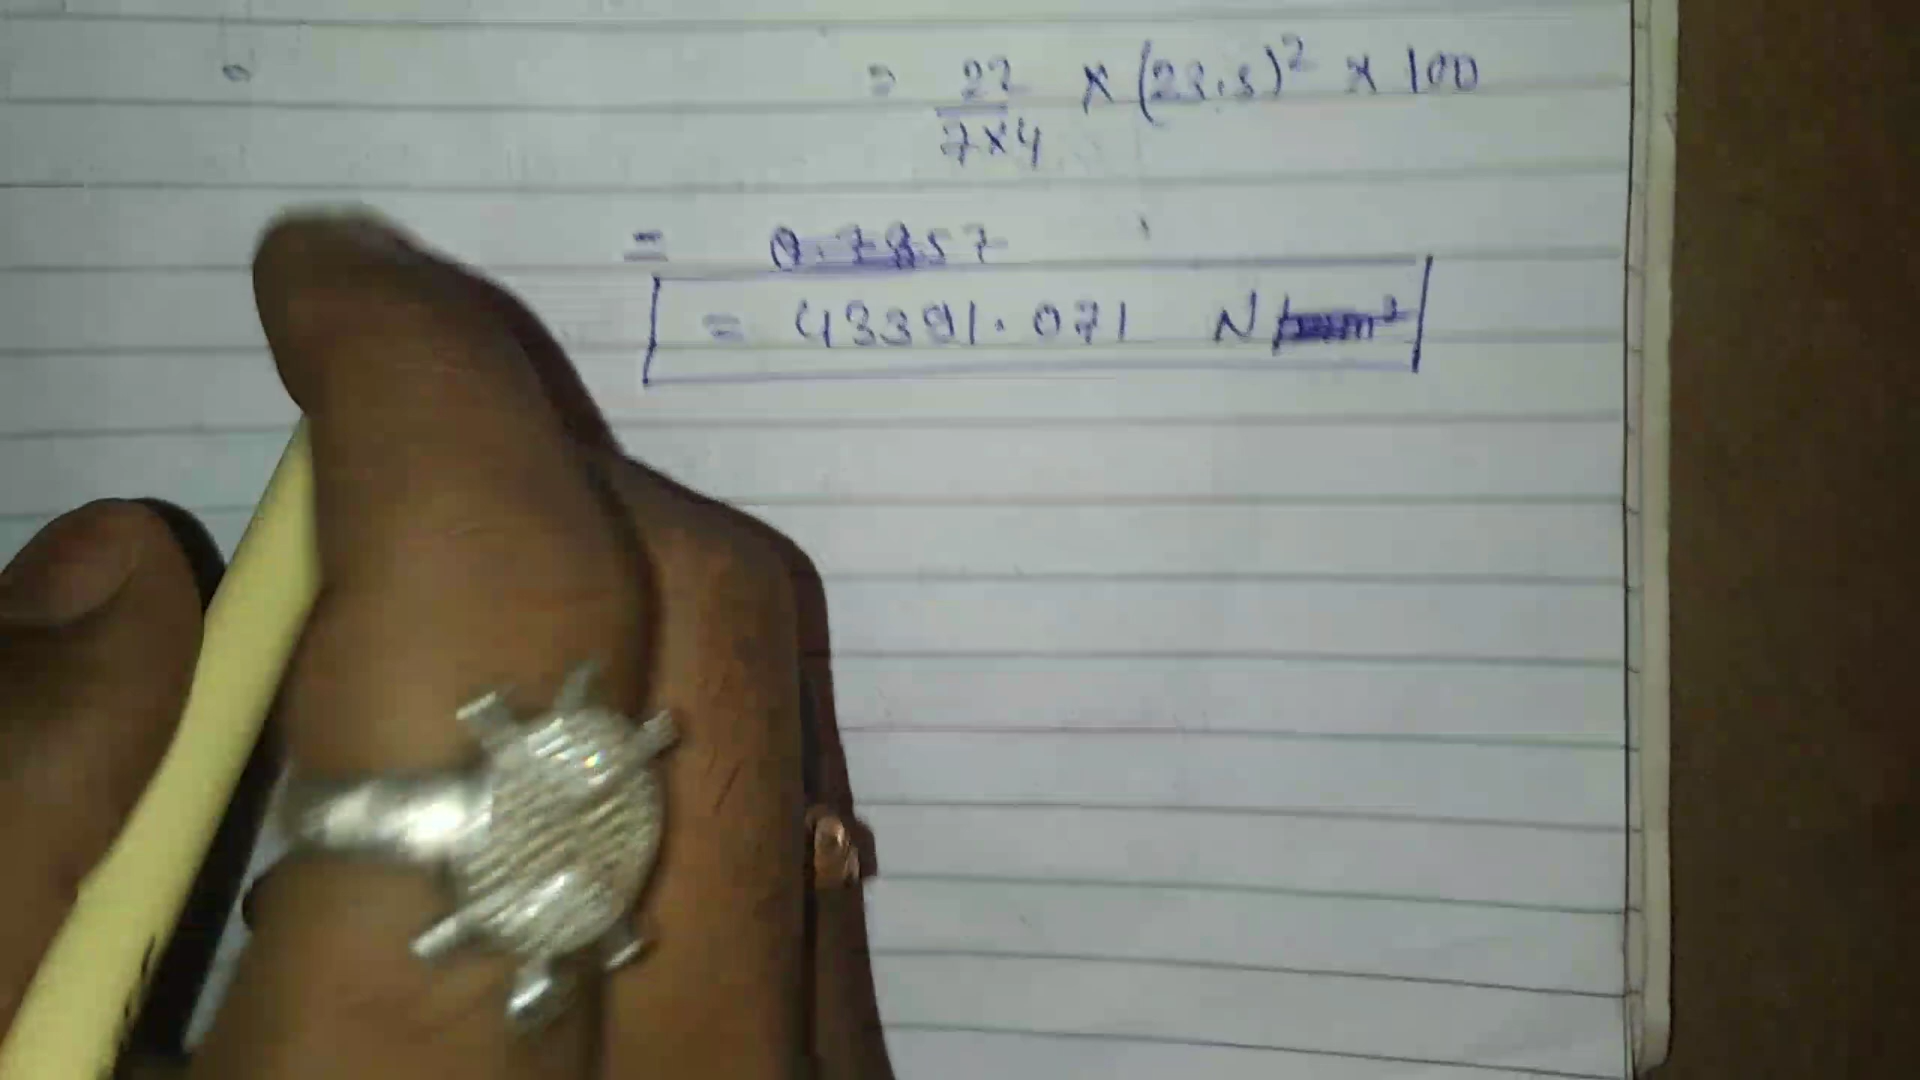 = 22/7×4 × (23.5)² × 100
= 0.7857
= 43391.071 N